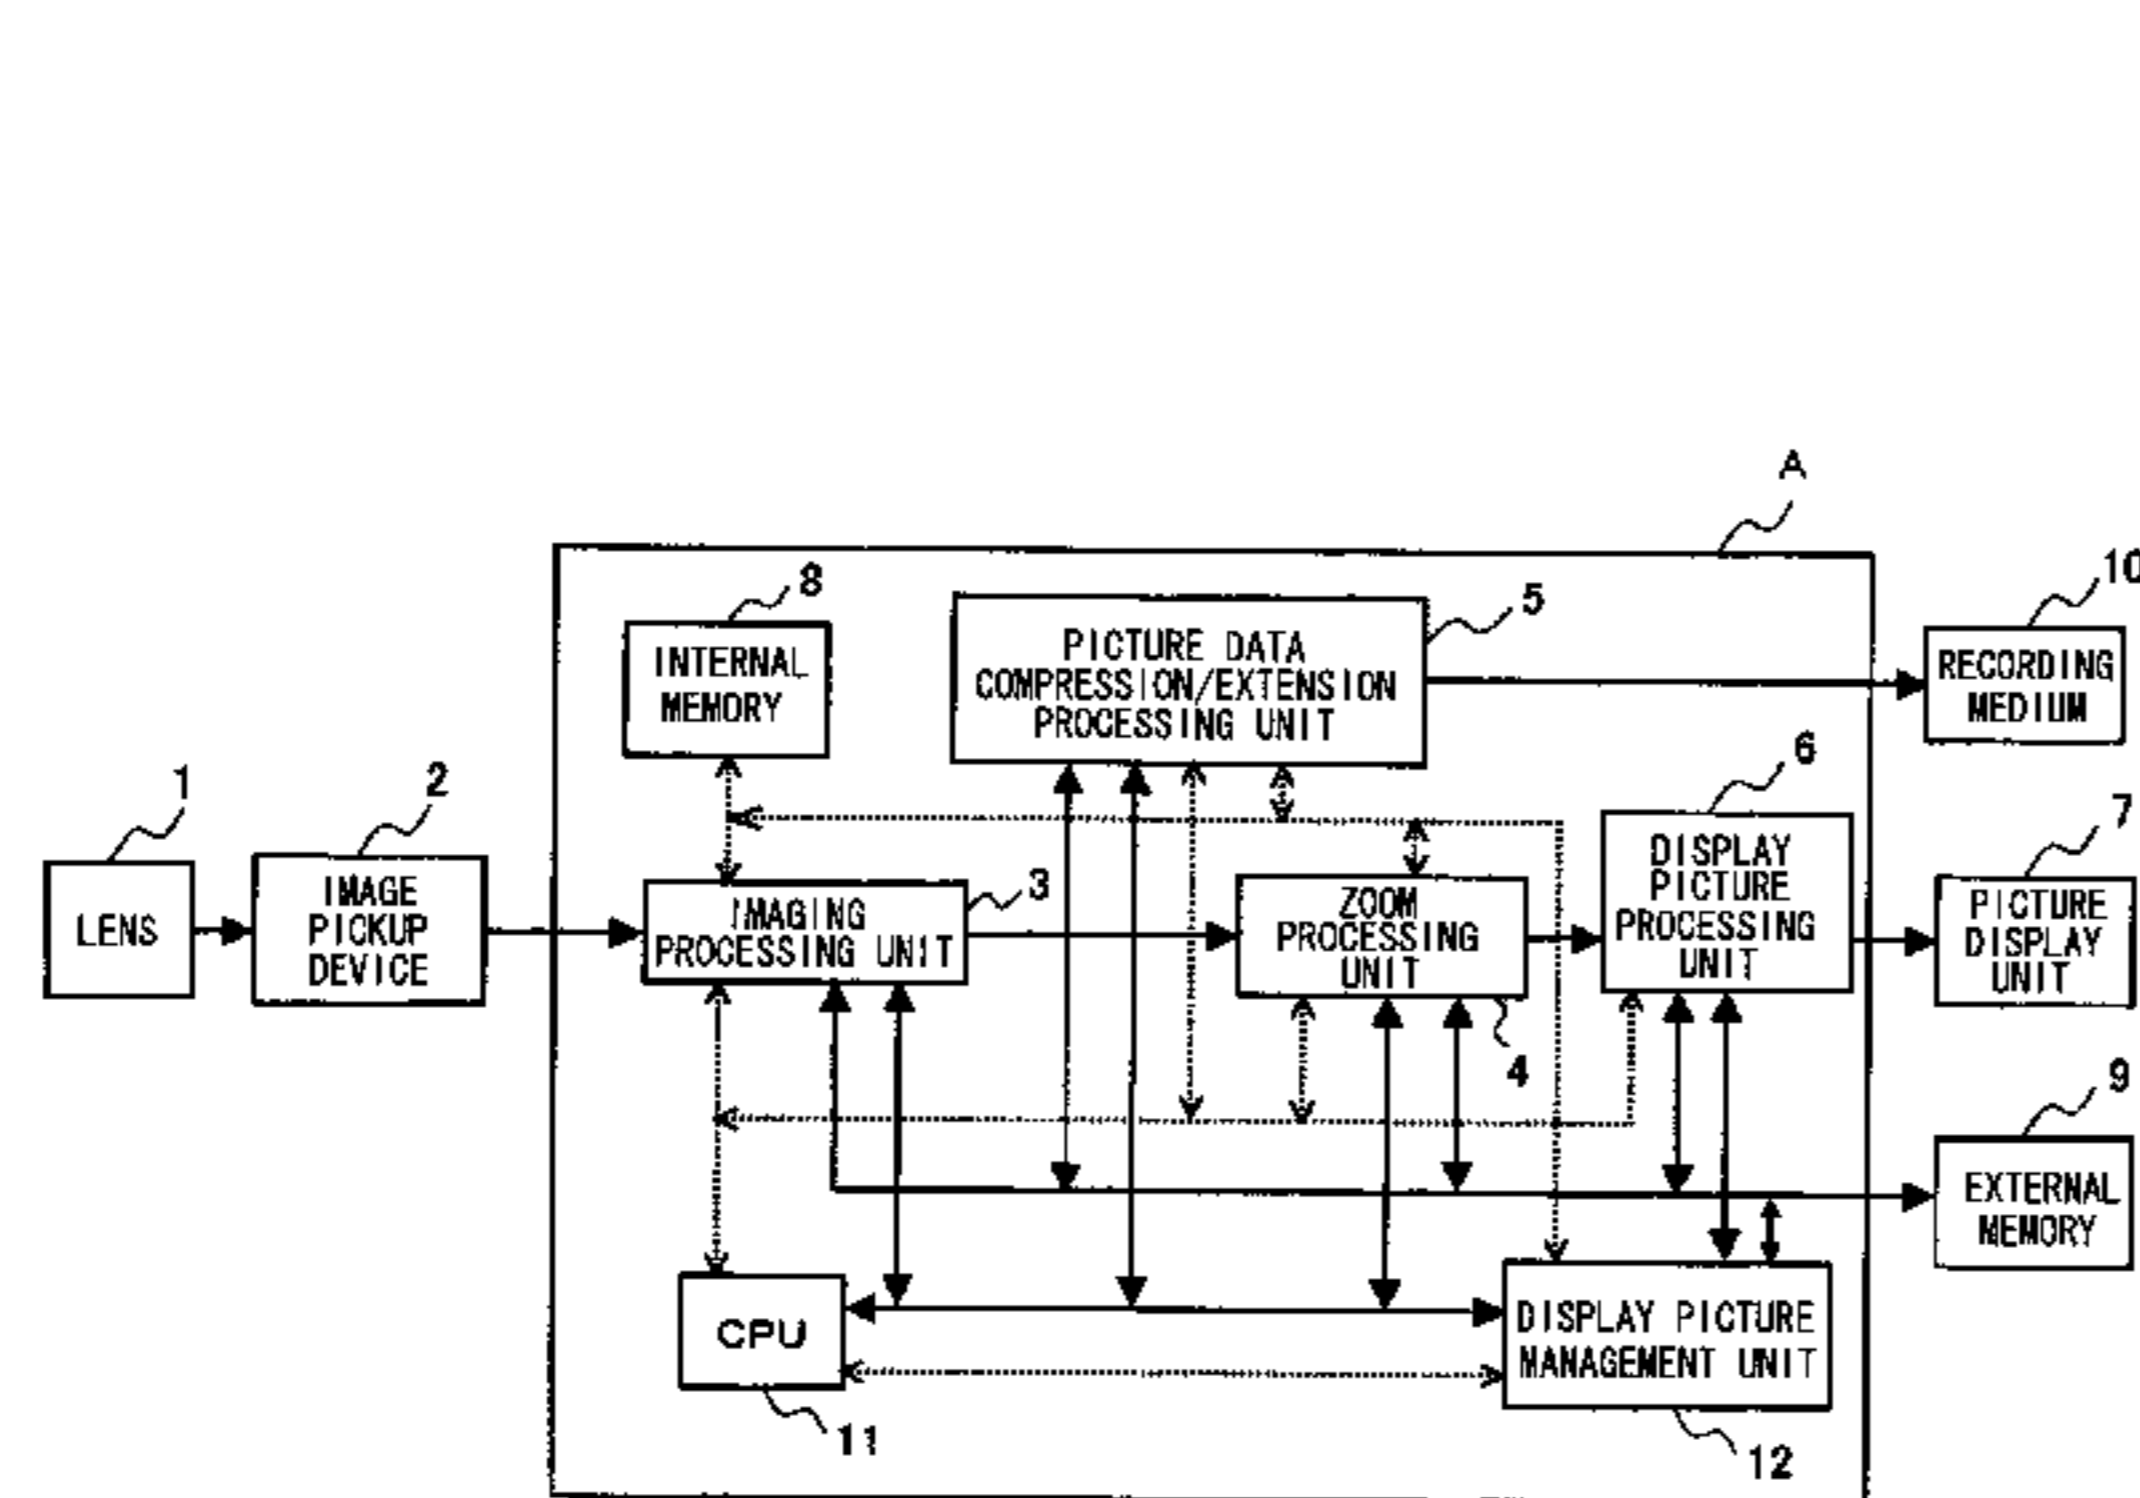 A
8
INTERNAL
MEMORY
5
PICTURE DATA
COMPRESSION/EXTENSION
PROCESSING UNIT
10
RECORDING
MEDIUM
1
LENS
2
IMAGE
PICKUP
DEVICE
3
IMAGING
PROCESSING UNIT
ZOOM
PROCESSING
UNIT
4
6
DISPLAY
PICTURE
PROCESSING
UNIT
7
PICTURE
DISPLAY
UNIT
9
EXTERNAL
MEMORY
CPU
11
DISPLAY PICTURE
MANAGEMENT UNIT
12